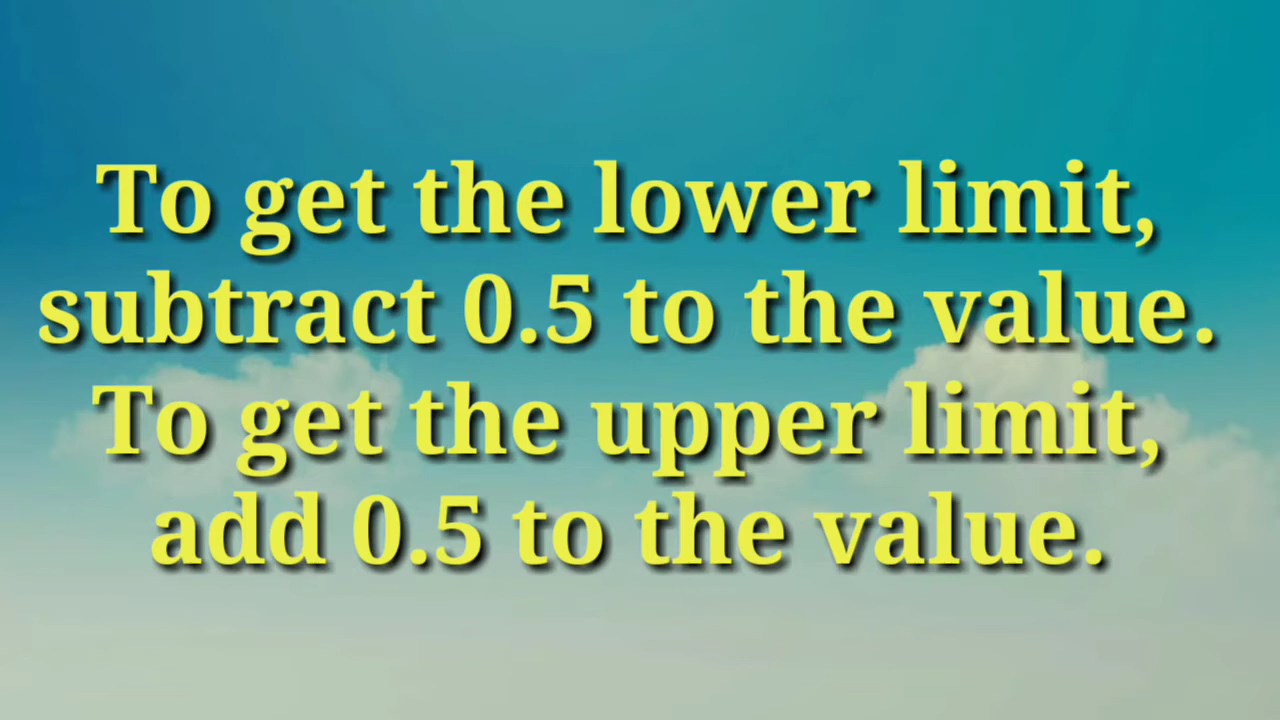 To get the lower limit,
subtract 0.5 to the value.
To get the upper limit,
add 0.5 to the value.